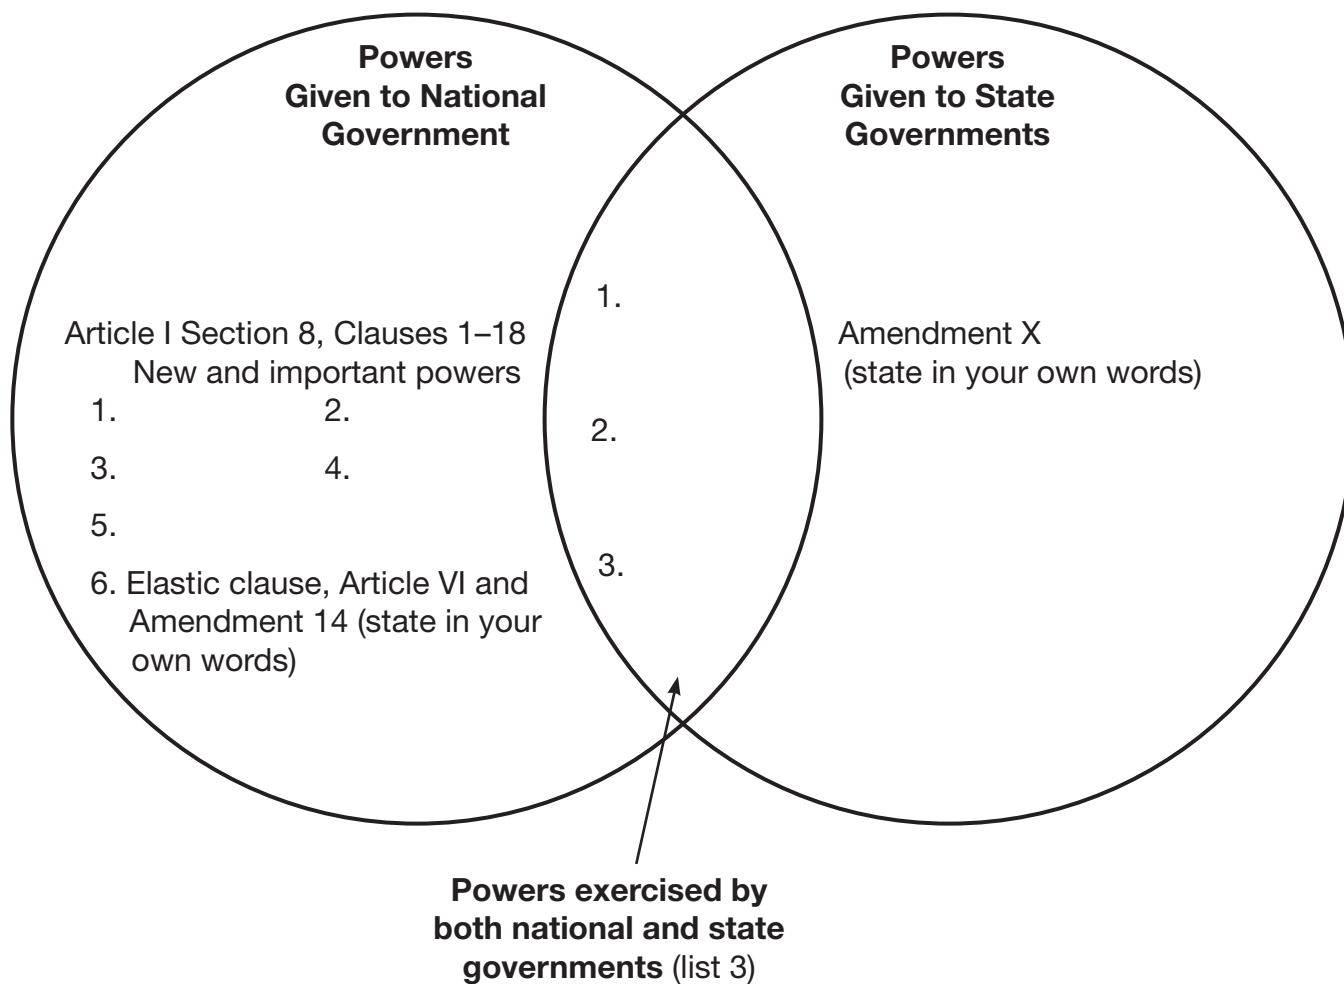 Powers
Given to National
Government
Article I Section 8, Clauses 1–18
New and important powers
1.
2.
3.
4.
5.
6. Elastic clause, Article VI and
Amendment 14 (state in your
own words)
1.
2.
3.
Powers
Given to State
Governments
Amendment X
(state in your own words)
Powers exercised by
both national and state
governments (list 3)